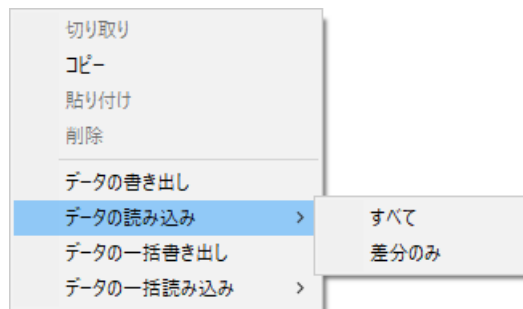 切り取り
コピー
貼り付け
削除
データの書き出し
データの読み込み
すべて
差分のみ
データの一括書き出し
データの一括読み込み